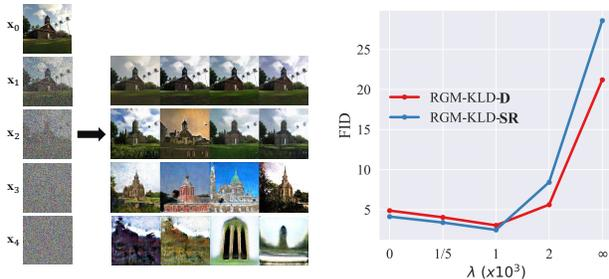 x₀
x₁
x₂
x₃
x₄
FID
25
20
15
10
5
RGM-KLD-D
RGM-KLD-SR
0 1/5 1 2 ∞
λ (x10³)